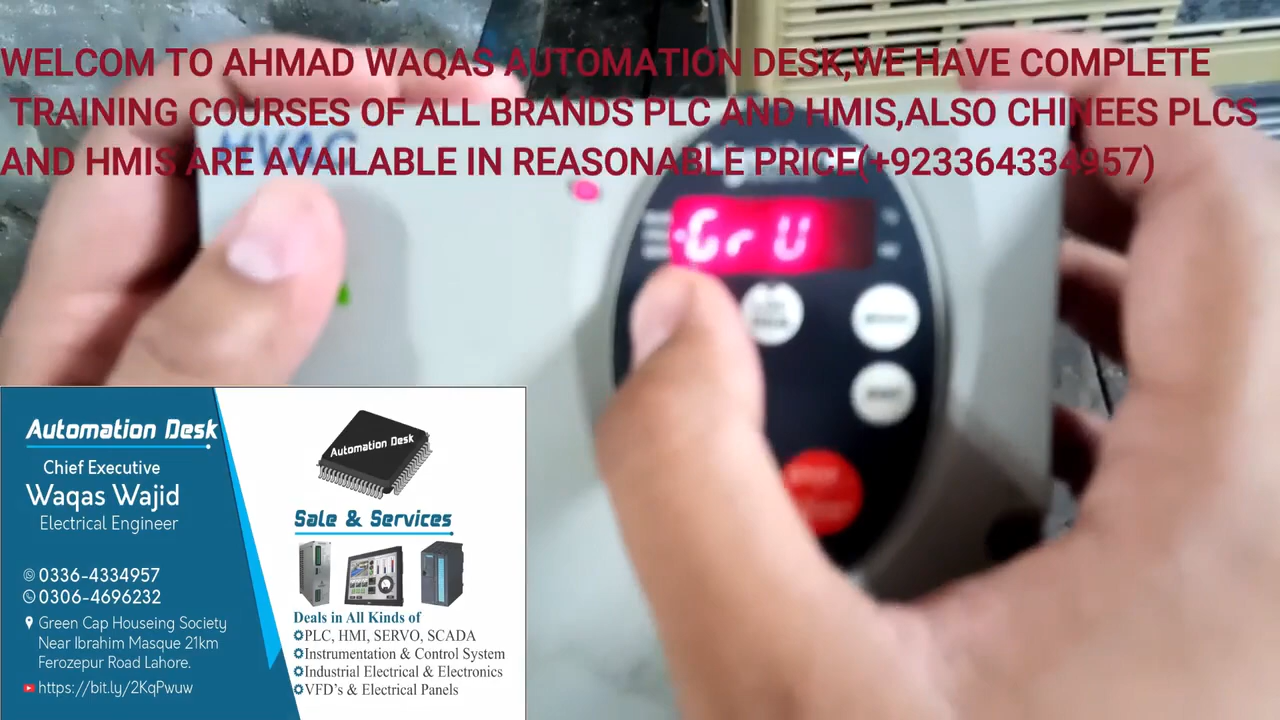 WELCOM TO AHMAD WAQAS AUTOMATION DESK,WE HAVE COMPLETE
TRAINING COURSES OF ALL BRANDS PLC AND HMIS,ALSO CHINEES PLCS
AND HMIS ARE AVAILABLE IN REASONABLE PRICE(+923364334957)
HVAC
GrU
Automation Desk
Chief Executive
Waqas Wajid
Electrical Engineer
0336-4334957
0306-4696232
Green Cap Houseing Society
Near Ibrahim Masque 21km
Ferozepur Road Lahore.
https://bit.ly/2KqPwuw
Automation Desk
Sale & Services
Deals in All Kinds of
PLC, HMI, SERVO, SCADA
Instrumentation & Control System
Industrial Electrical & Electronics
VFD's & Electrical Panels